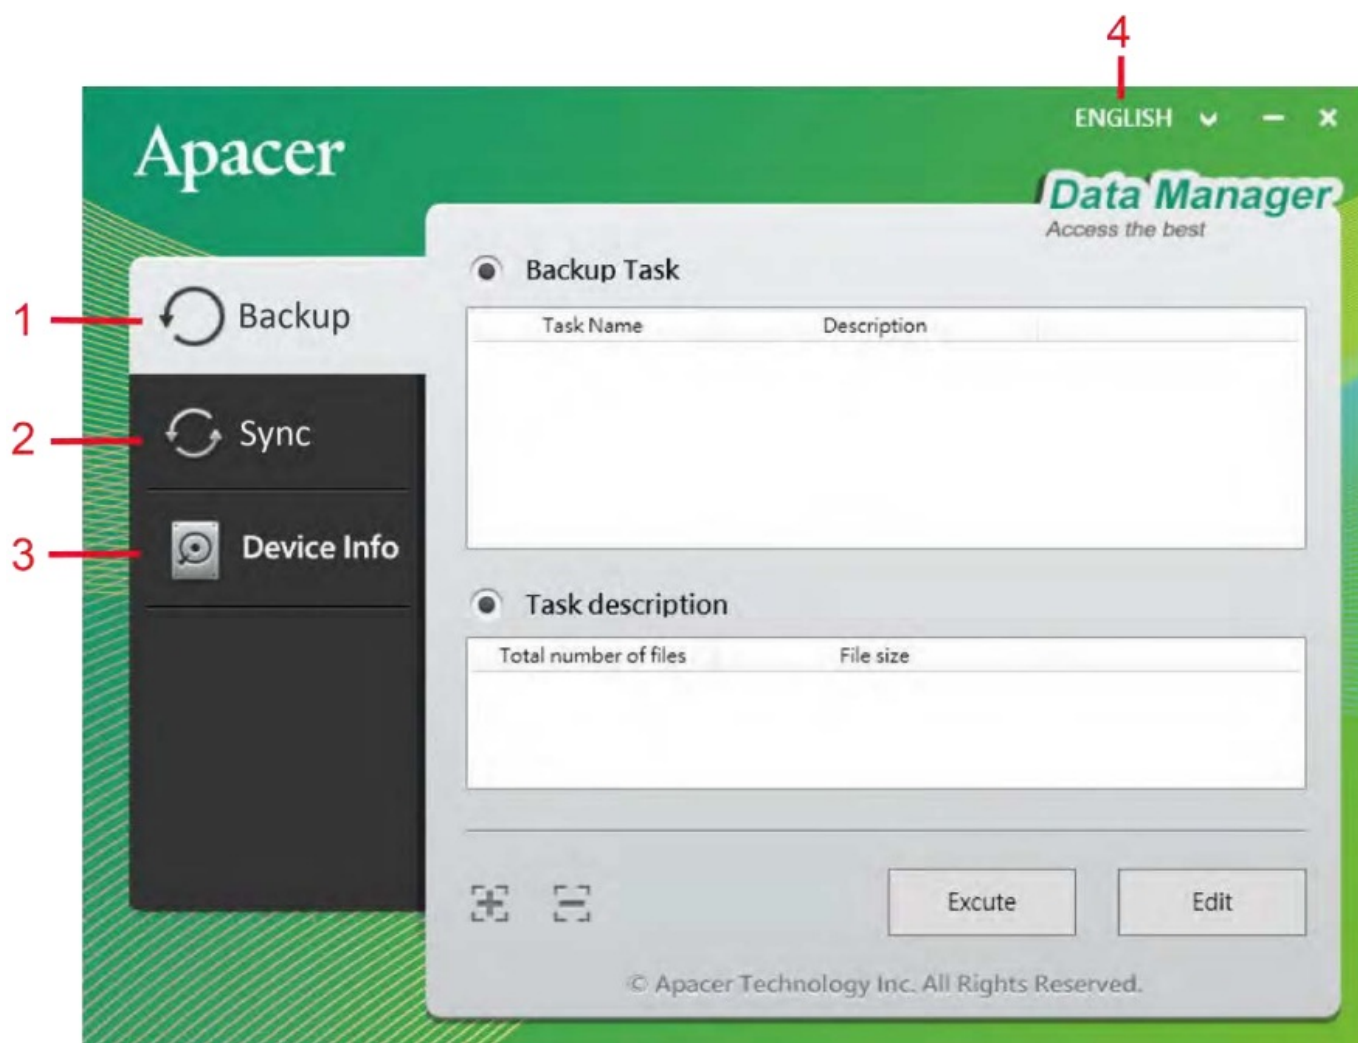 4
ENGLISH
Apacer
Data Manager
Access the best
Backup Task
1
Backup
Task Name Description
2
Sync
3
Device Info
Task description
Total number of files File size
Excute Edit
© Apacer Technology Inc. All Rights Reserved.